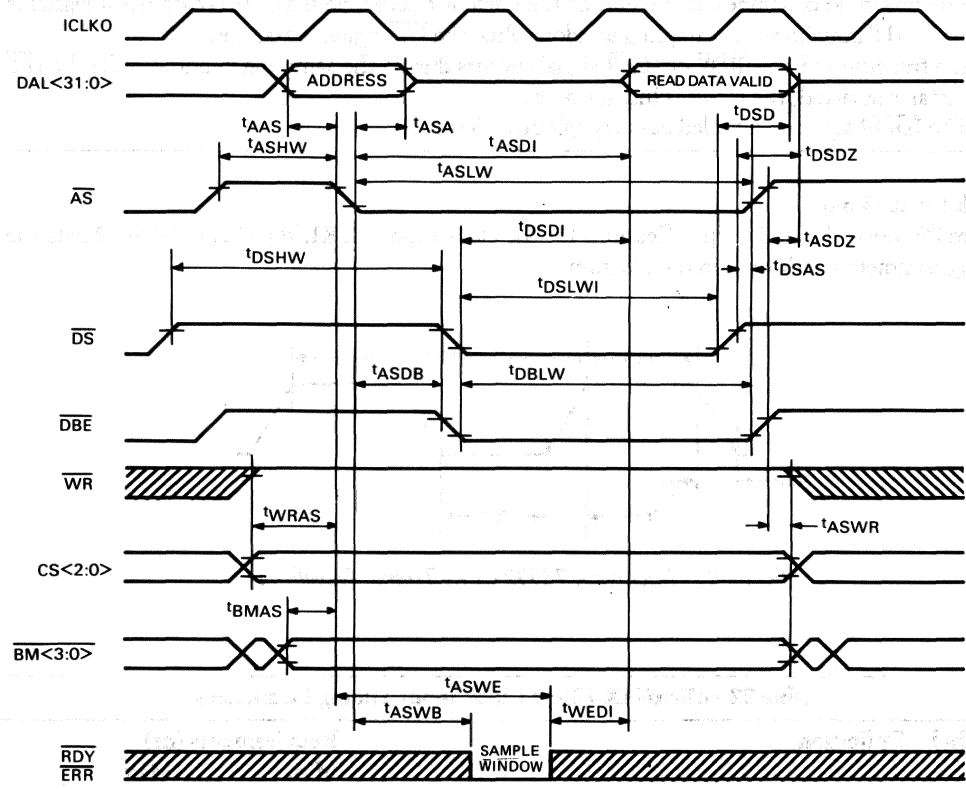 ICLKO
DAL<31:0>
ADDRESS
READ DATA VALID
tAAS
tASA
tDSD
tASHW
tASDI
tDSDZ
tASLW
AS
tDSDI
tASDZ
tDSHW
tDSAS
tDSLWI
DS
tASDB
tDBLW
DBE
WR
tWRAS
tASWR
CS<2:0>
tBMAS
BM<3:0>
tASWE
tASWB
tWEDI
RDY
ERR
SAMPLE
WINDOW